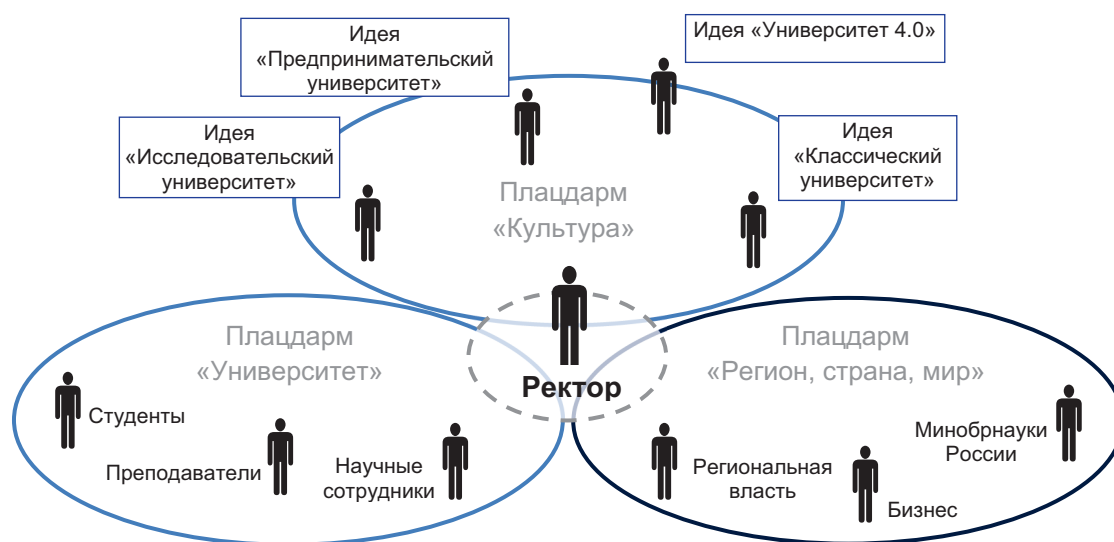 Идея
«Предпринимательский
университет»
Идея «Университет 4.0»
Идея
«Исследовательский
университет»
Идея
«Классический
университет»
Плацдарм
«Культура»
Плацдарм
«Университет»
Ректор
Плацдарм
«Регион, страна, мир»
Студенты
Преподаватели
Научные
сотрудники
Региональная
власть
Бизнес
Минобрнауки
России